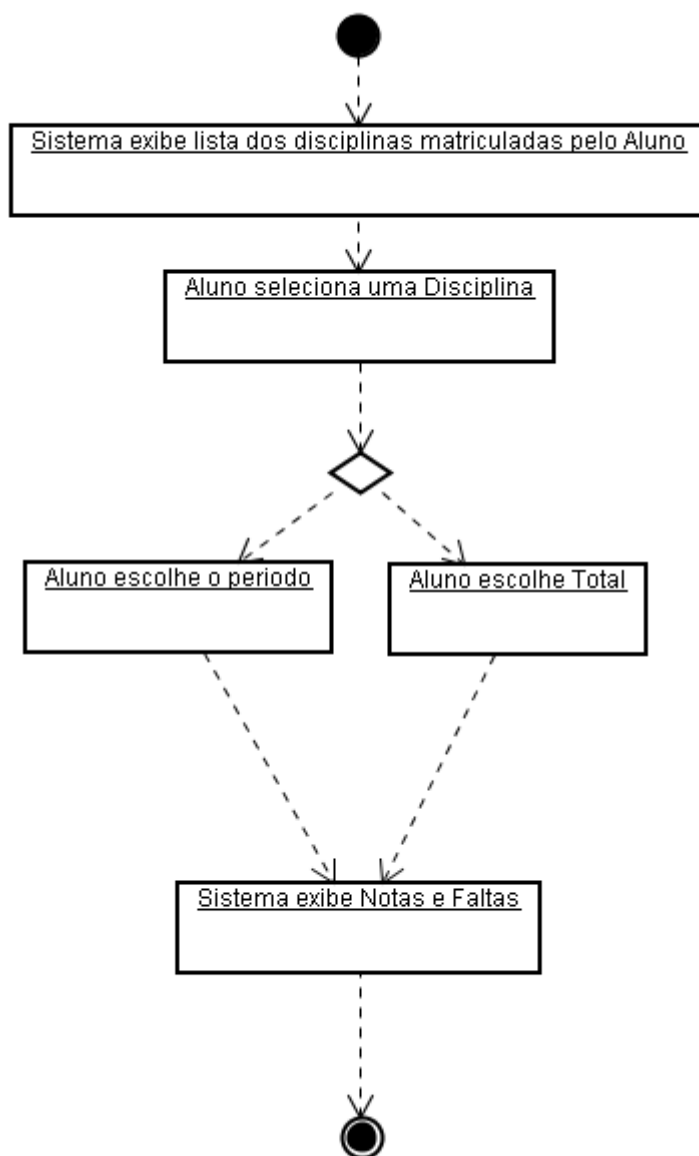 Sistema exibe lista dos disciplinas matriculadas pelo Aluno
Aluno seleciona uma Disciplina
Aluno escolhe o periodo
Aluno escolhe Total
Sistema exibe Notas e Faltas